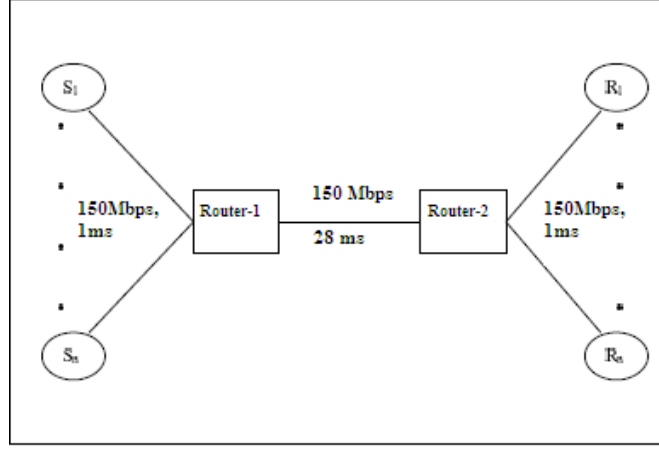 S1
R1
150 Mbps
Router-1
Router-2
150Mbps,
1ms
150Mbps,
1ms
28 ms
Sn
Rn